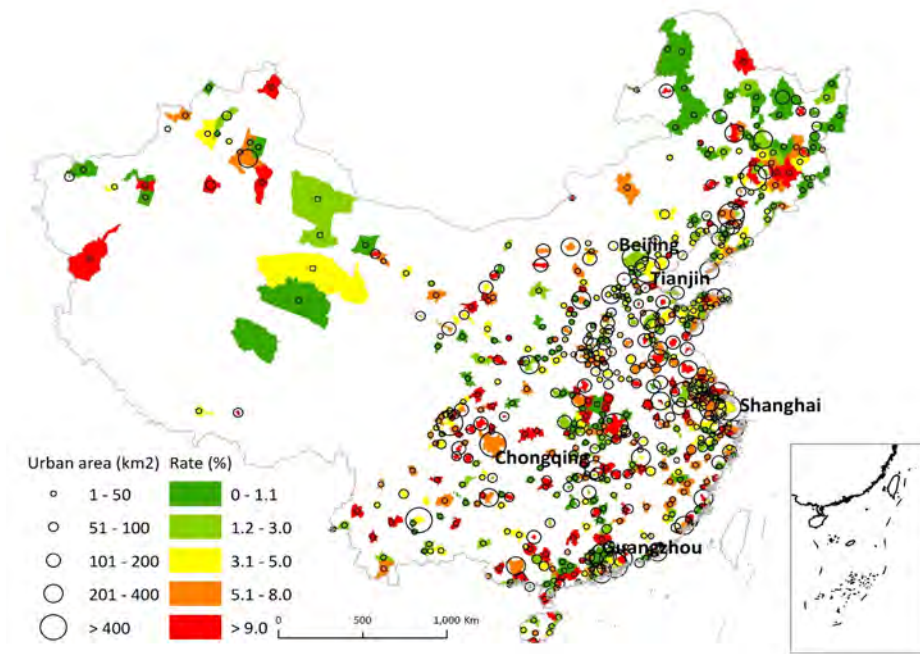 Beijing
Tianjin
Shanghai
Chongqing
Guangzhou
Urban area (km2) Rate (%)
1 - 50 0 - 1.1
51 - 100 1.2 - 3.0
101 - 200 3.1 - 5.0
201 - 400 5.1 - 8.0
> 400 > 9.0
0 500 1,000 Km